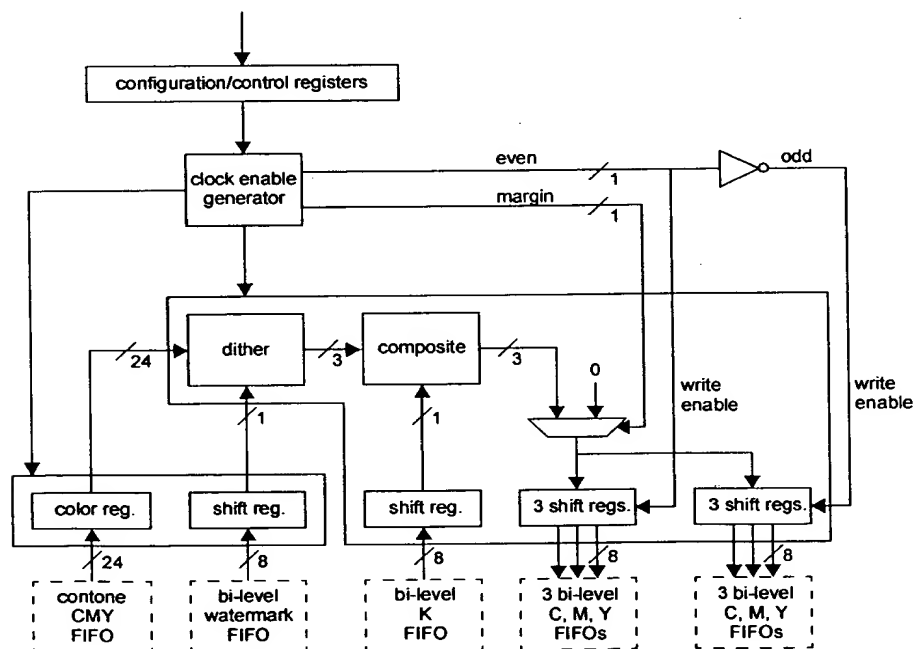 configuration/control registers
clock enable
generator
even
1
odd
margin
1
dither
composite
24
3
3
0
1
1
write
enable
write
enable
color reg.
shift reg.
shift reg.
3 shift regs.
3 shift regs.
24
8
8
8
8
contone
CMY
FIFO
bi-level
watermark
FIFO
bi-level
K
FIFO
3 bi-level
C, M, Y
FIFOs
3 bi-level
C, M, Y
FIFOs